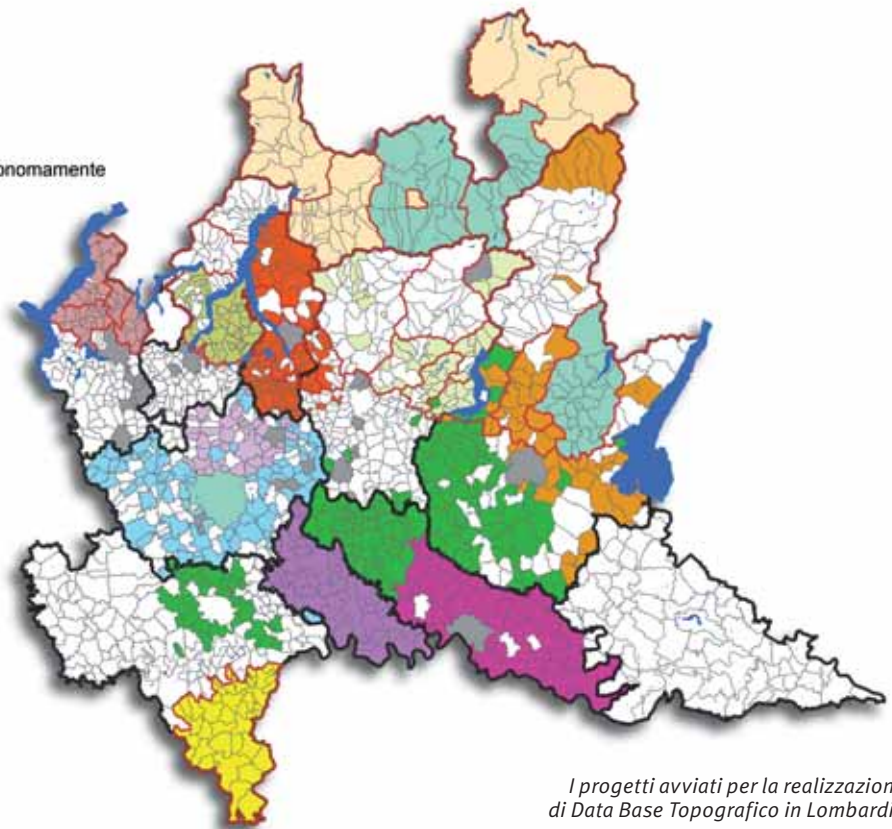 onomamente
I progetti avviati per la realizzazion
di Data Base Topografico in Lombardi